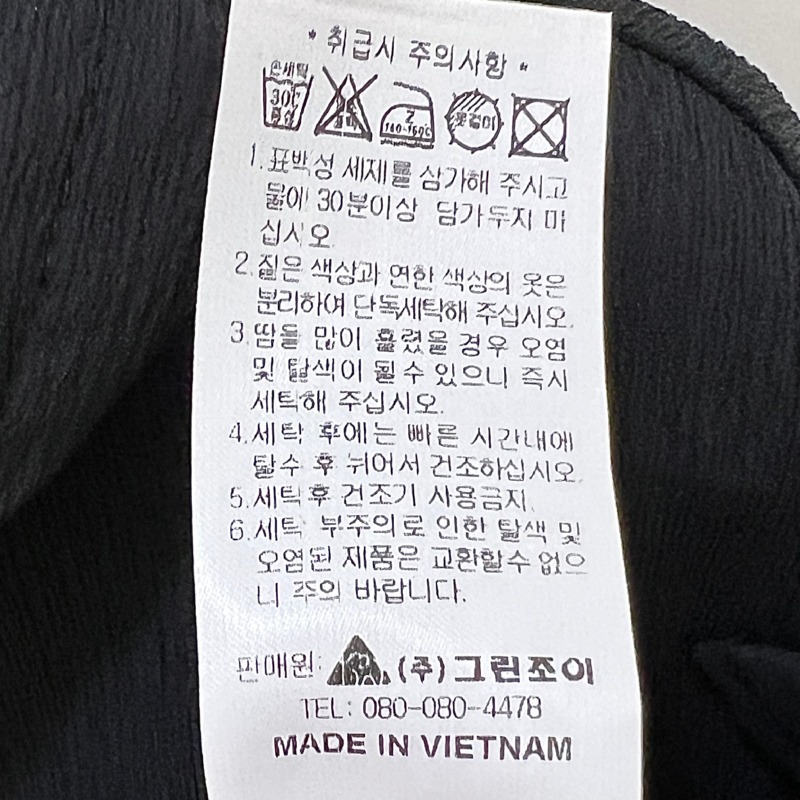 * 취급시 주의사항 *
손세탁
30℃
중성
염소
표백
2
140~160℃
옷걸이
1. 표백성 세제를 삼가해 주시고
물에 30분이상 담가두지 마
십시오.
2. 짙은 색상과 연한 색상의 옷은
분리하여 단독세탁해 주십시오.
3. 땀을 많이 흘렸을 경우 오염
및 탈색이 될수 있으니 즉시
세탁해 주십시오.
4. 세탁 후에는 빠른 시간내에
탈수 후 뉘어서 건조하십시오.
5. 세탁후 건조기 사용금지.
6. 세탁 부주의로 인한 탈색 및
오염된 제품은 교환할수 없으
니 주의 바랍니다.
판매원: (주)그린조이
TEL: 080-080-4478
MADE IN VIETNAM